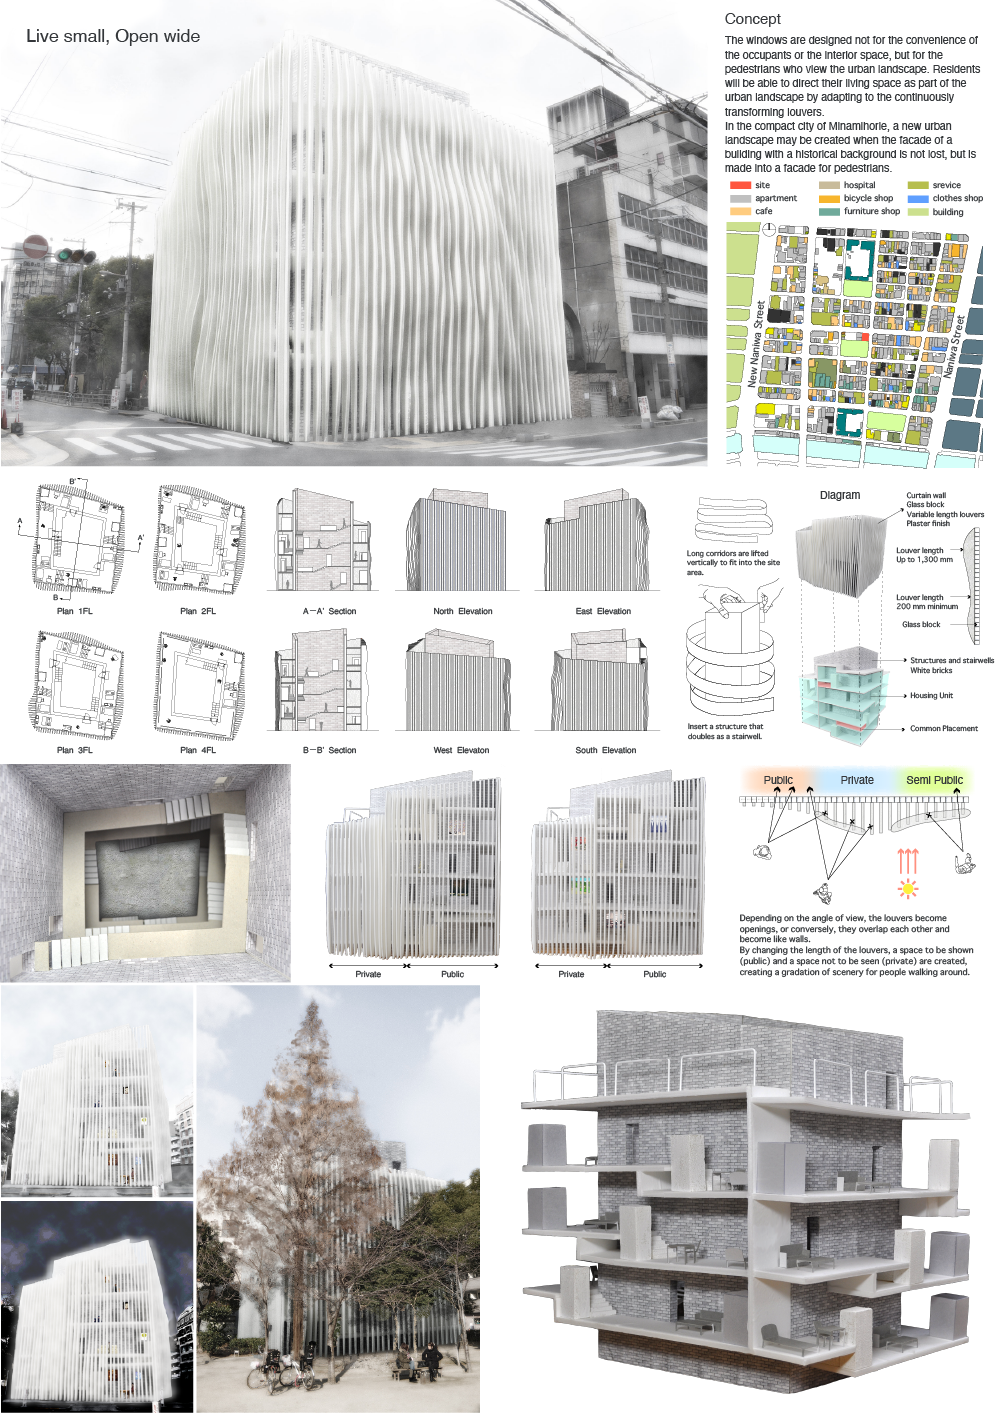 Live small, Open wide
Concept
The windows are designed not for the convenience of
the occupants or the interior space, but for the
pedestrians who view the urban landscape. Residents
will be able to direct their living space as part of the
urban landscape by adapting to the continuously
transforming louvers.
In the compact city of Minamihorie, a new urban
landscape may be created when the facade of a
building with a historical background is not lost, but is
made into a facade for pedestrians.
site
hospital
srevice
apartment
bicycle shop
clothes shop
cafe
furniture shop
building
New Naniwa Street
Naniwa Street
B'
A
A'
B
Plan 1FL
Plan 2FL
A－A' Section
North Elevation
East Elevation
Plan 3FL
Plan 4FL
B－B' Section
West Elevaton
South Elevation
Long corridors are lifted
vertically to fit into the site
area.
Insert a structure that
doubles as a stairwell.
Diagram
Curtain wall
Glass block
Variable length louvers
Plaster finish
Louver length
Up to 1,300 mm
Louver length
200 mm minimum
Glass block
Structures and stairwells
White bricks
Housing Unit
Common Placement
Private
Public
Private
Public
Public
Private
Semi Public
Depending on the angle of view, the louvers become
openings, or conversely, they overlap each other and
become like walls.
By changing the length of the louvers, a space to be shown
(public) and a space not to be seen (private) are created,
creating a gradation of scenery for people walking around.